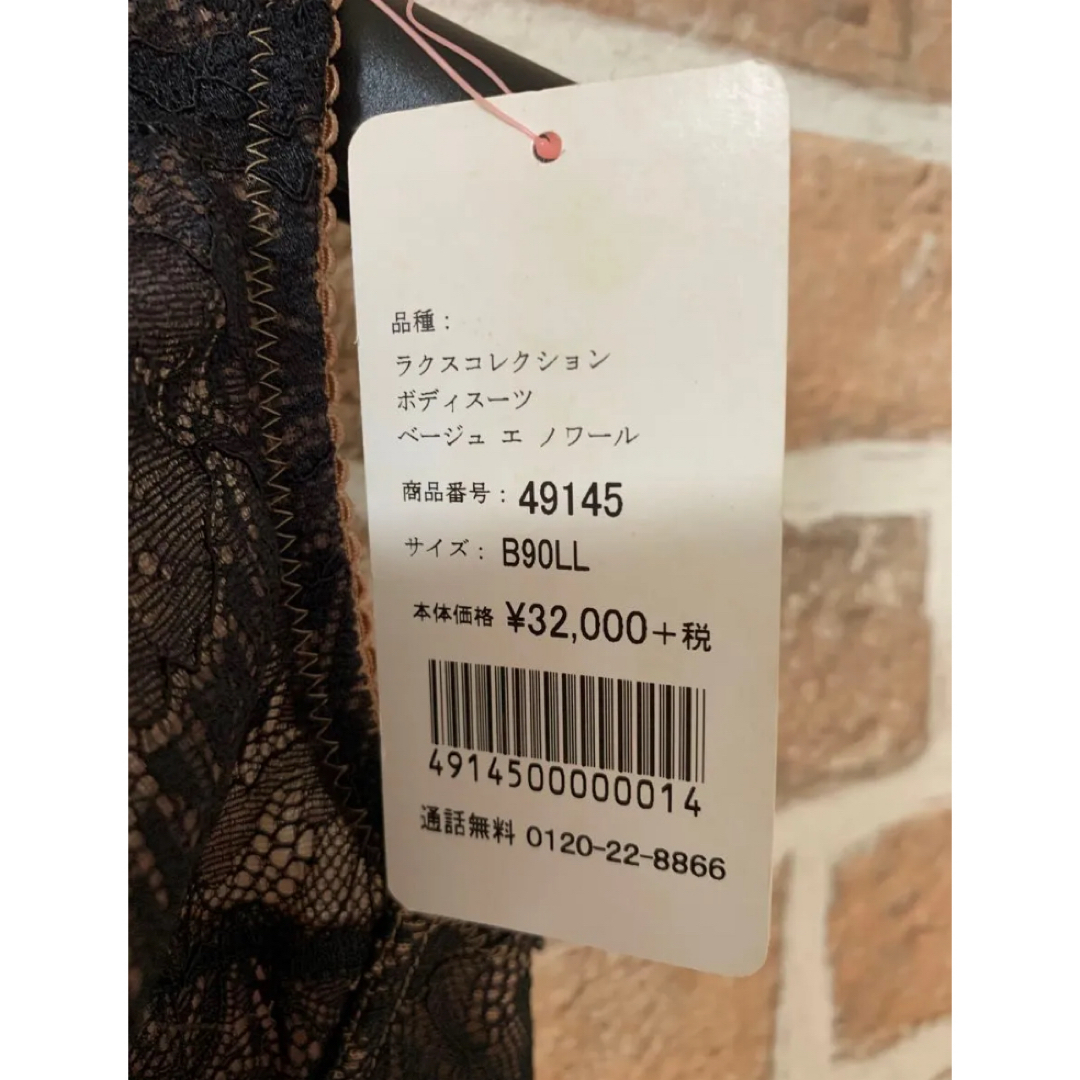 品種：
ラクスコレクション
ボディスーツ
ベージュ エ ノワール
商品番号：49145
サイズ：B90LL
本体価格 ¥32,000＋税
4914500000014
通話無料 0120-22-8866